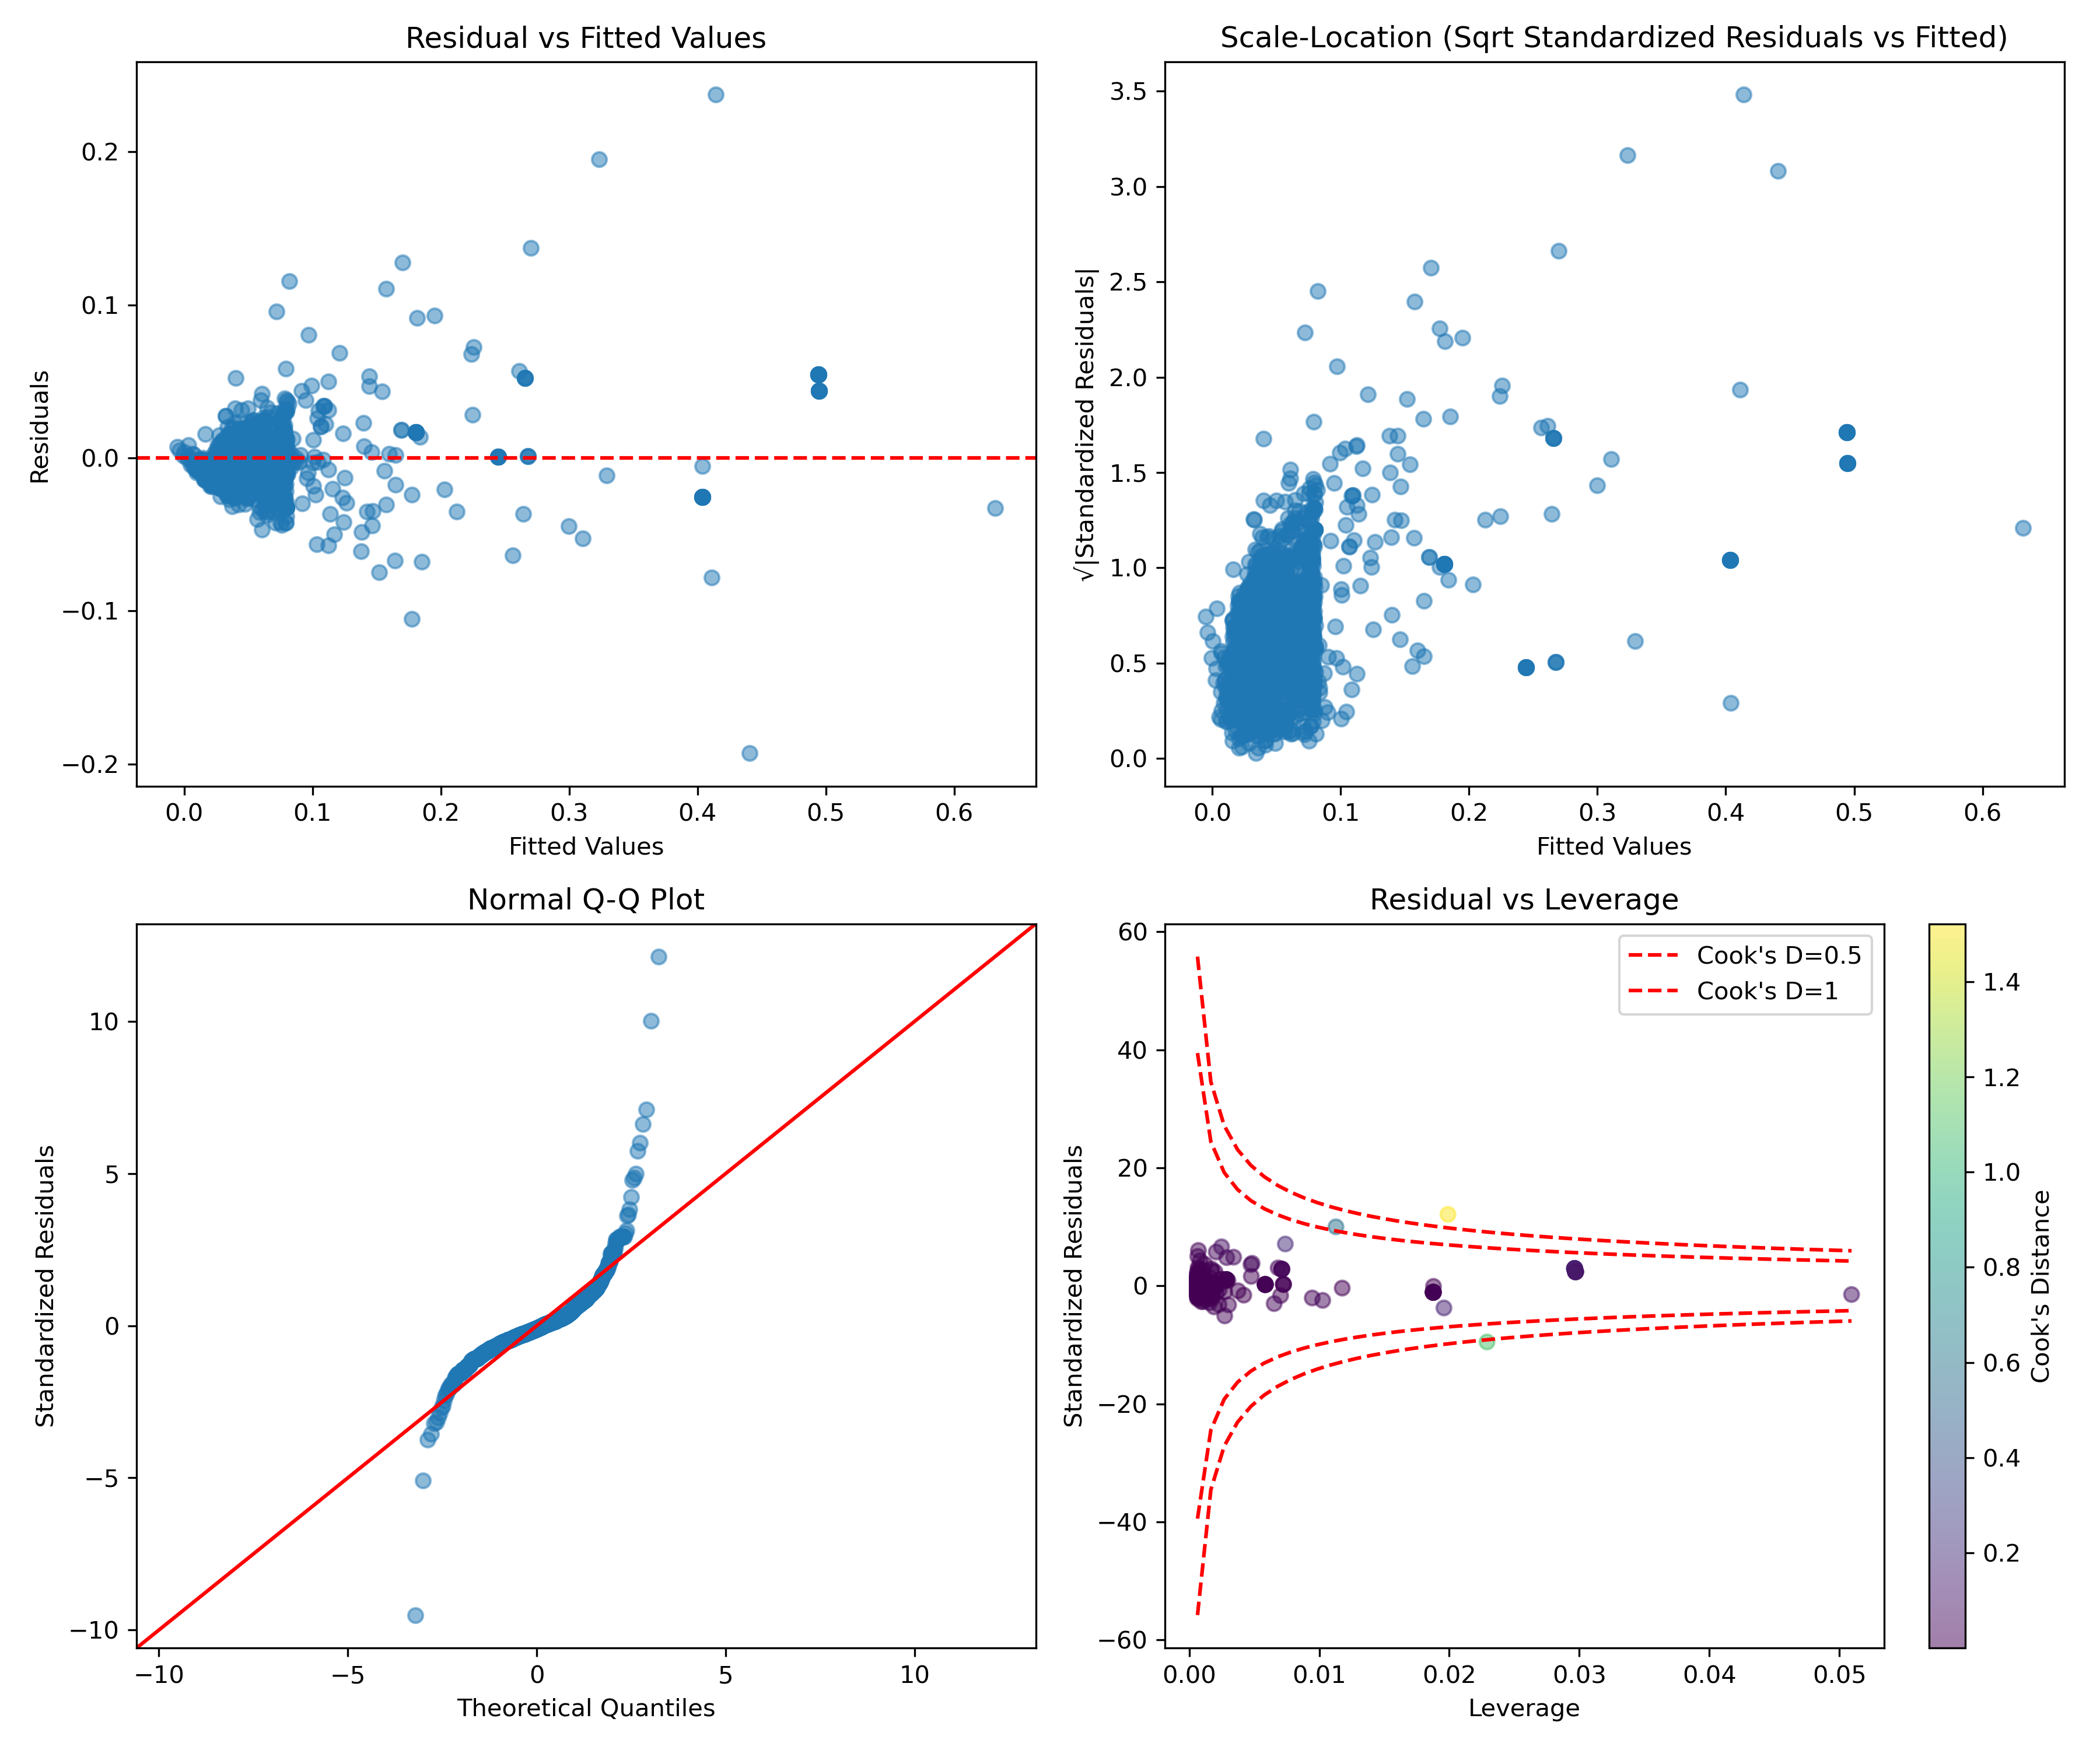 Residual vs Fitted Values
Residuals
0.2
0.1
0.0
−0.1
−0.2
0.0 0.1 0.2 0.3 0.4 0.5 0.6
Fitted Values
Scale-Location (Sqrt Standardized Residuals vs Fitted)
√|Standardized Residuals|
3.5
3.0
2.5
2.0
1.5
1.0
0.5
0.0
0.0 0.1 0.2 0.3 0.4 0.5 0.6
Fitted Values
Normal Q-Q Plot
Standardized Residuals
10
5
0
−5
−10
−10 −5 0 5 10
Theoretical Quantiles
Residual vs Leverage
Standardized Residuals
60
40
20
0
−20
−40
−60
0.00 0.01 0.02 0.03 0.04 0.05
Leverage
Cook's D=0.5
Cook's D=1
1.4
1.2
1.0
0.8
0.6
0.4
0.2
Cook's Distance